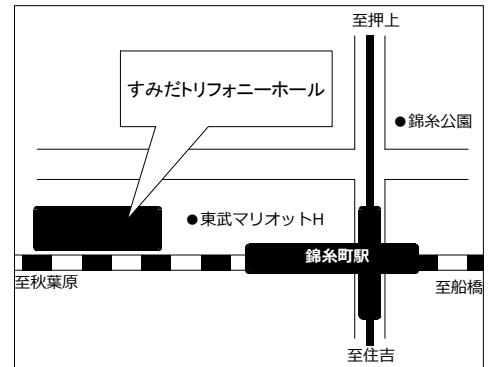 至押上
すみだトリフォニーホール
●錦糸公園
●東武マリオットH
錦糸町駅
至秋葉原
至船橋
至住吉